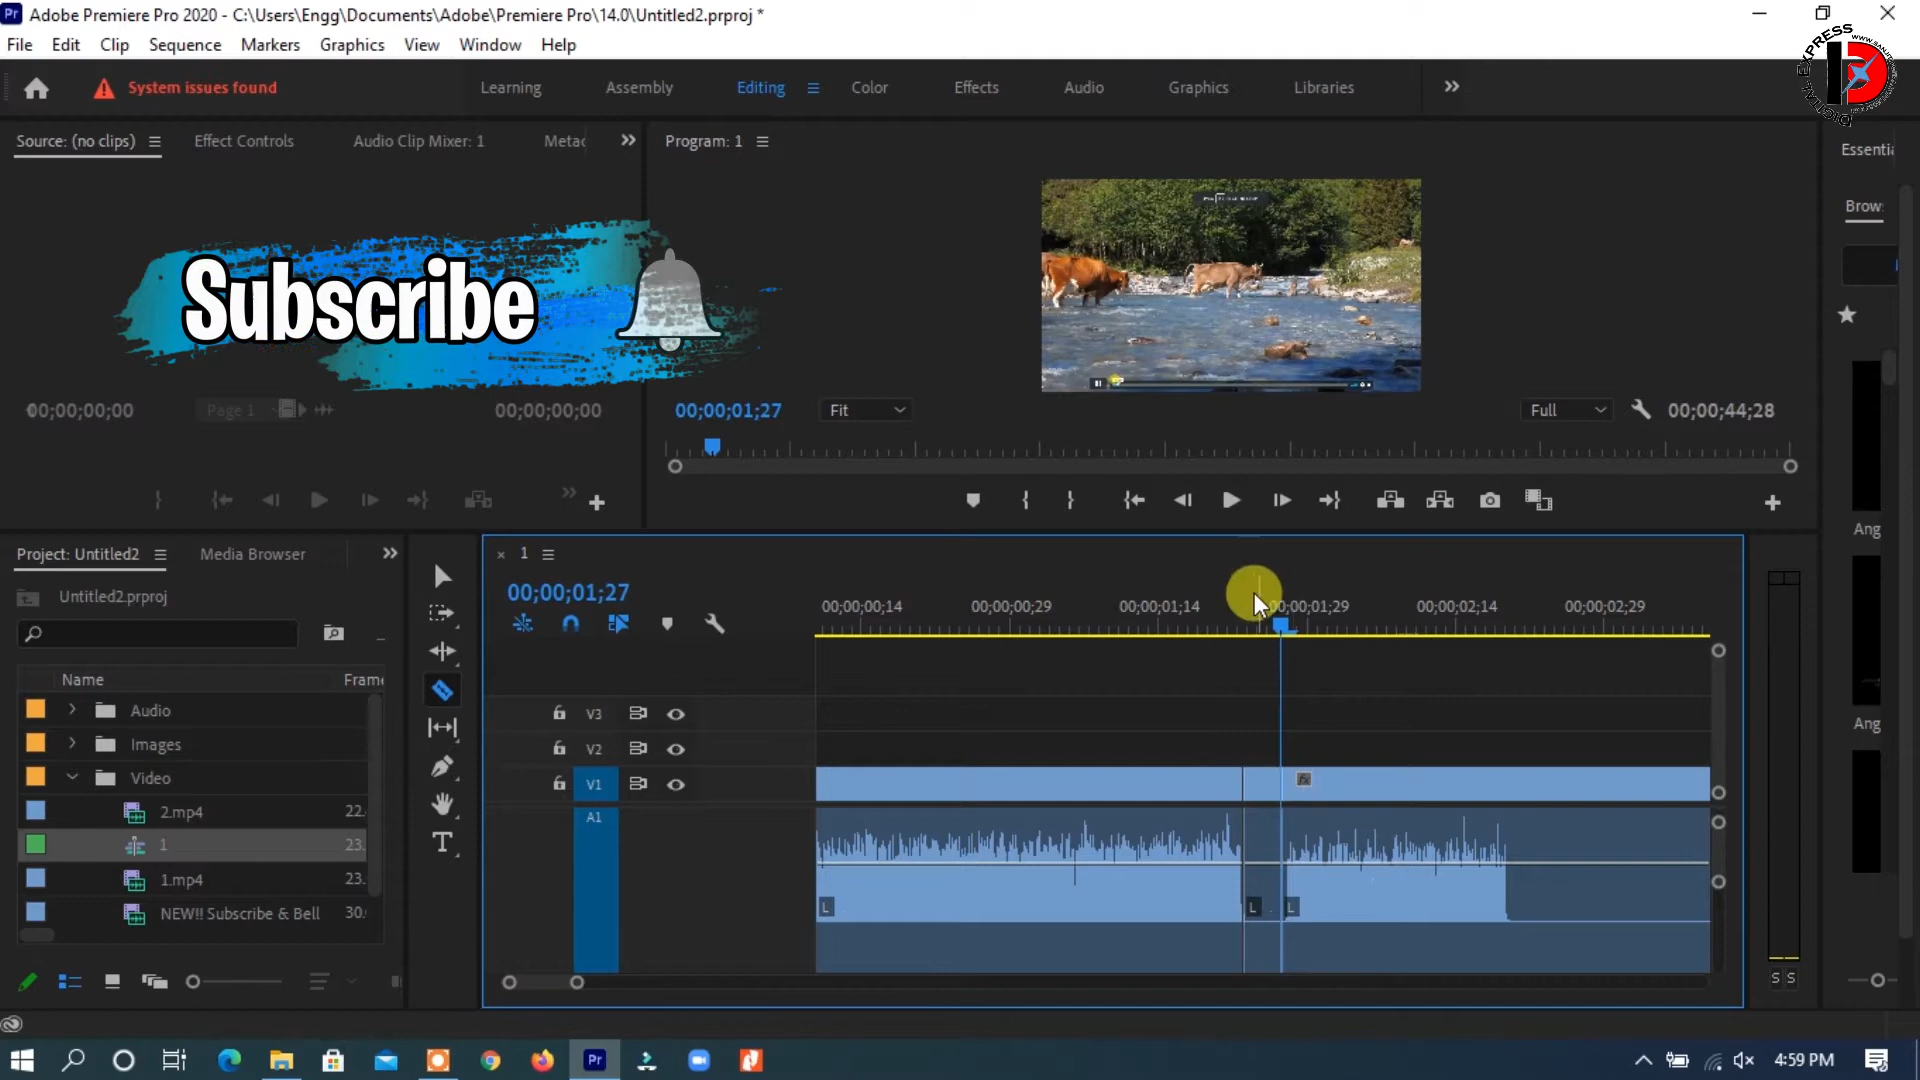 Adobe Premiere Pro 2020 - C:\Users\Engg\Documents\Adobe\Premiere Pro\14.0\Untitled2.prproj *
File Edit Clip Sequence Markers Graphics View Window Help
EXPRESS
DIGITAL
System issues found
Learning Assembly Editing Color Effects Audio Graphics Libraries
Source: (no clips) Effect Controls Audio Clip Mixer: 1 Metac
Program: 1
Essentia
Brow
Subscribe
00;00;00;00 Page 1 00;00;00;00
00;00;01;27 Fit Full 00;00;44;28
Ang
Ang
Project: Untitled2 Media Browser
Untitled2.prproj
Name Frame
Audio
Images
Video
2.mp4 22.
1 23.
1.mp4 23.
NEW!! Subscribe & Bell 30.
T
1
00;00;01;27
00;00;00;14 00;00;00;29 00;00;01;14 00;00;01;29 00;00;02;14 00;00;02;29
V3
V2
V1 fx
A1
L L L
S S
Pr 4:59 PM